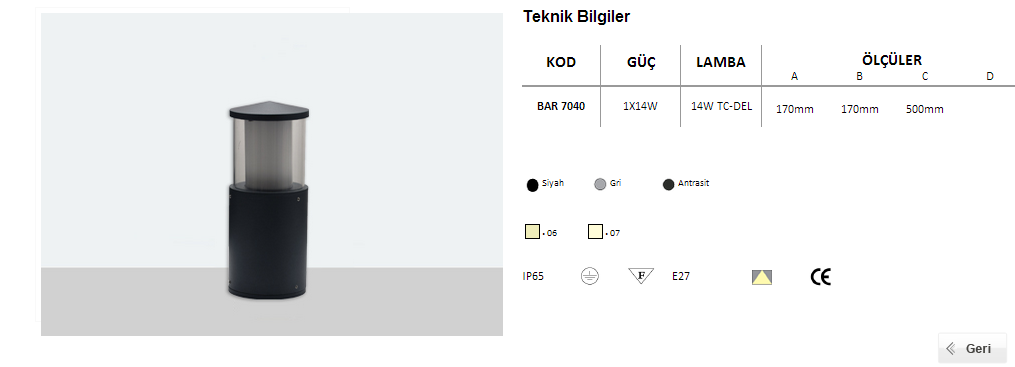 Teknik Bilgiler
KOD GÜÇ LAMBA ÖLÇÜLER
A B C D
BAR 7040 1X14W 14W TC-DEL 170mm 170mm 500mm
Siyah Gri Antrasit
. 06 . 07
IP65 F E27 CE
Geri